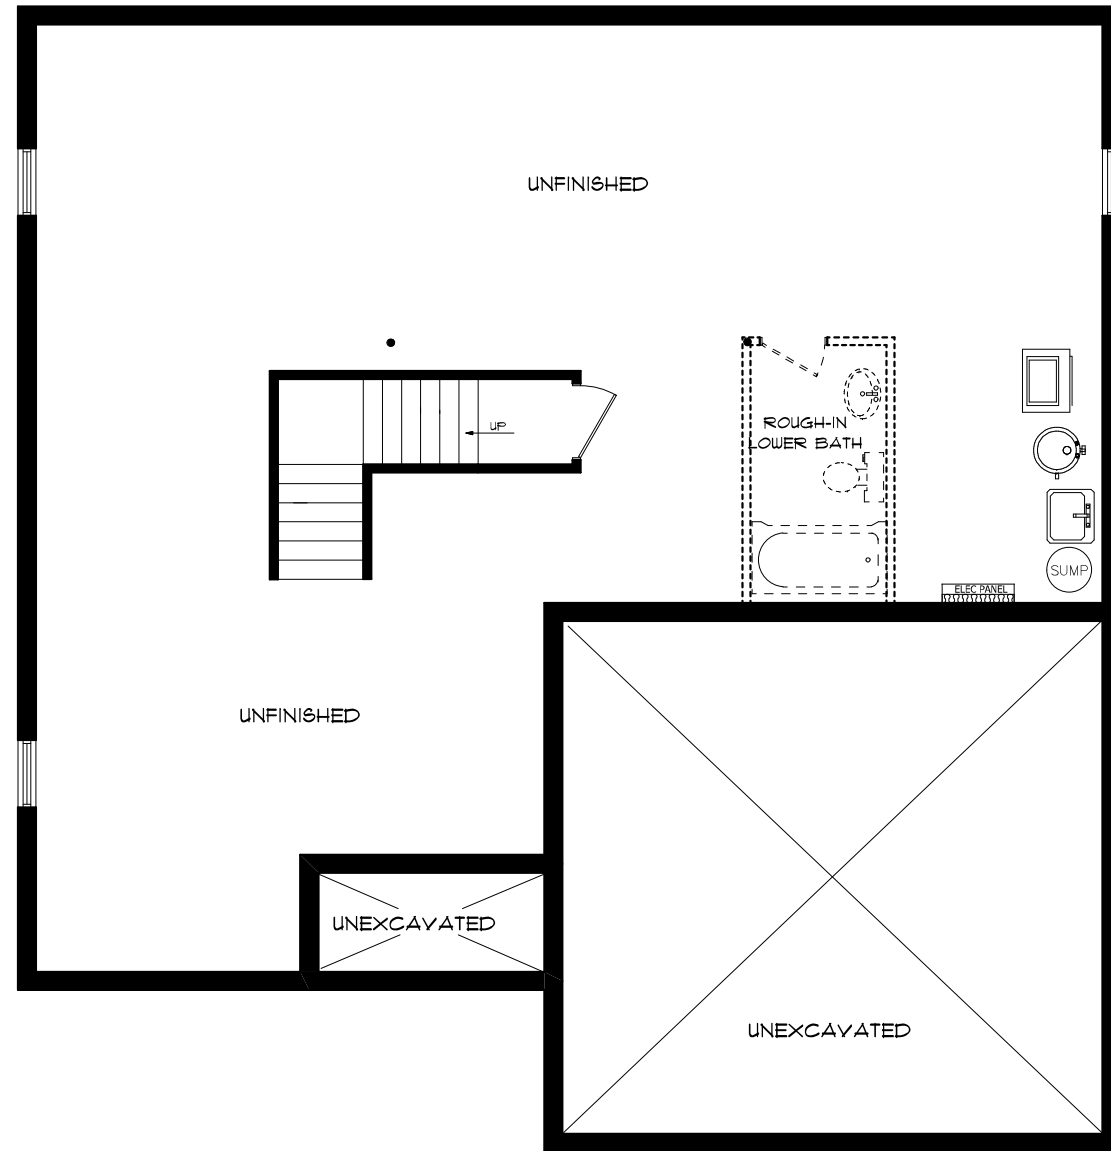 UNFINISHED
UP
ROUGH-IN
LOWER BATH
SUMP
ELEC PANEL
UNFINISHED
UNEXCAVATED
UNEXCAVATED